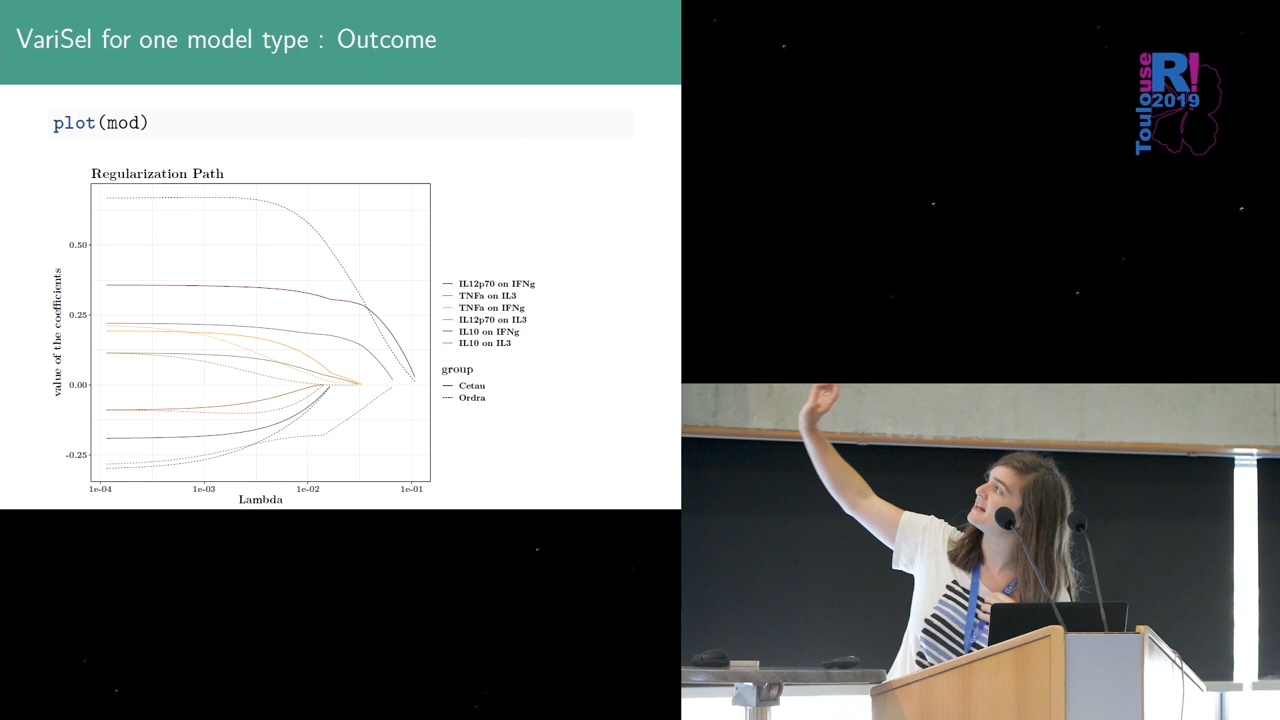 VariSel for one model type : Outcome
plot(mod)
Regularization Path
value of the coefficients
0.50
0.25
0.00
-0.25
1e-04
1e-03
1e-02
1e-01
Lambda
IL12p70 on IFNg
TNFa on IL3
TNFa on IFNg
IL12p70 on IL3
IL10 on IFNg
IL10 on IL3
group
Cetau
Ordra
Toulouse
R!
2019